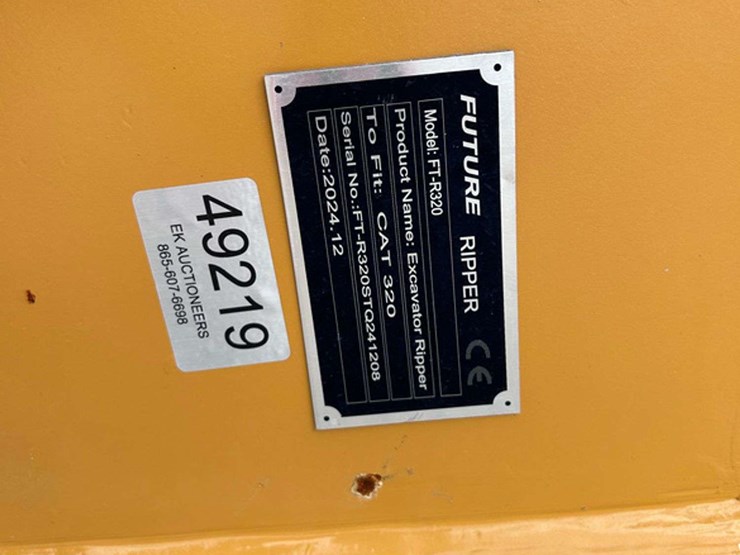 FUTURE RIPPER CE
Model: FT-R320
Product Name: Excavator Ripper
To Fit: CAT 320
Serial No.:FT-R320STQ241208
Date:2024.12
49219
EK AUCTIONEERS
865-607-6698